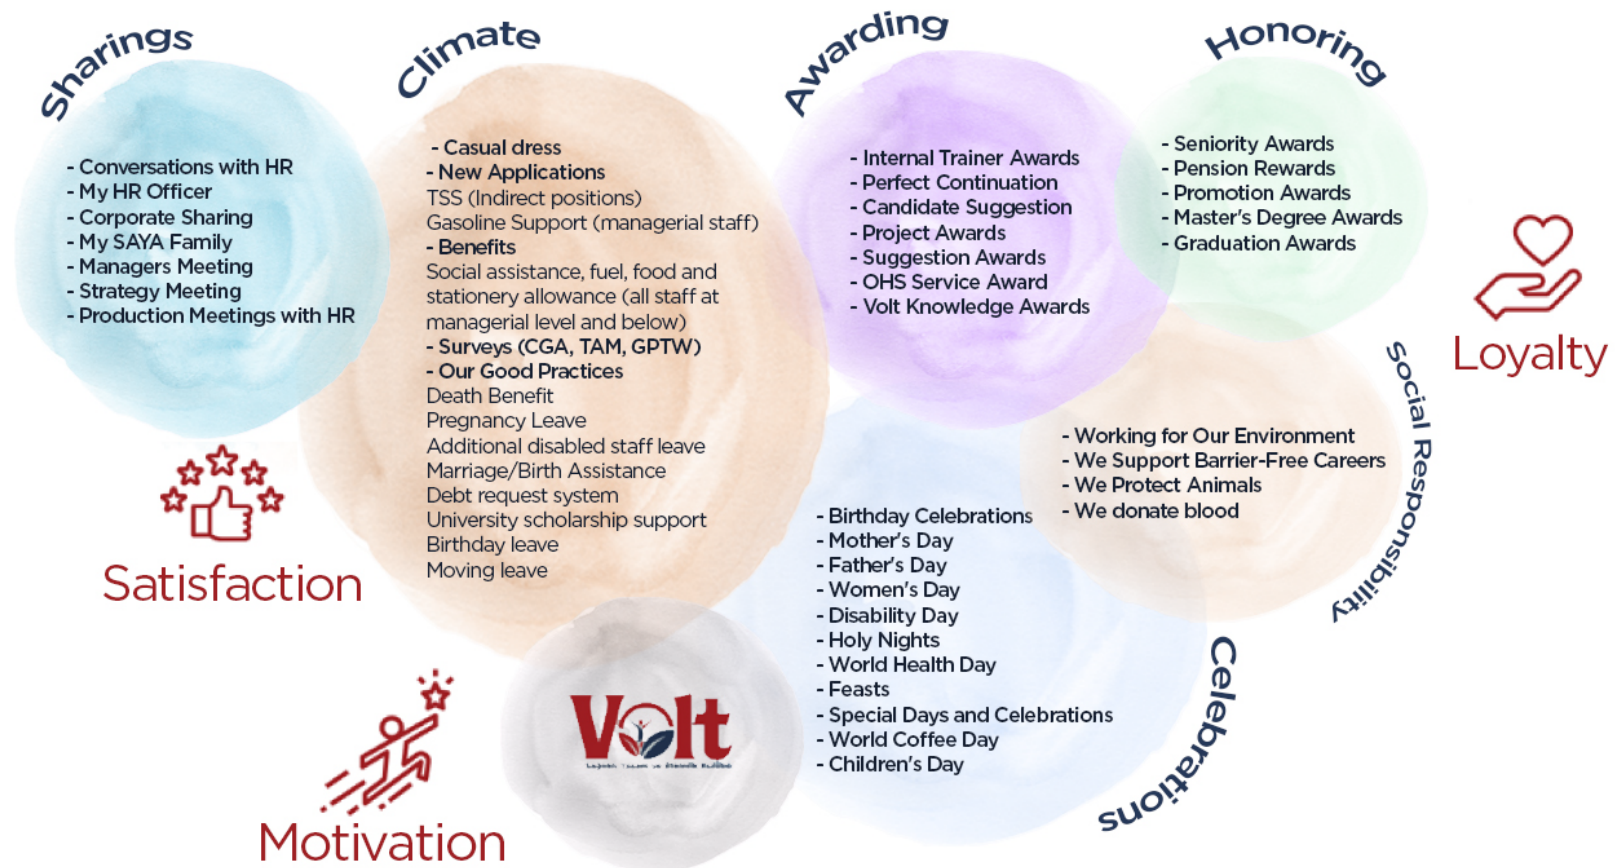 Sharings
- Conversations with HR
- My HR Officer
- Corporate Sharing
- My SAYA Family
- Managers Meeting
- Strategy Meeting
- Production Meetings with HR
Climate
- Casual dress
- New Applications
TSS (Indirect positions)
Gasoline Support (managerial staff)
- Benefits
Social assistance, fuel, food and
stationery allowance (all staff at
managerial level and below)
- Surveys (CGA, TAM, GPTW)
- Our Good Practices
Death Benefit
Pregnancy Leave
Additional disabled staff leave
Marriage/Birth Assistance
Debt request system
University scholarship support
Birthday leave
Moving leave
Awarding
- Internal Trainer Awards
- Perfect Continuation
- Candidate Suggestion
- Project Awards
- Suggestion Awards
- OHS Service Award
- Volt Knowledge Awards
Honoring
- Seniority Awards
- Pension Rewards
- Promotion Awards
- Master's Degree Awards
- Graduation Awards
Loyalty
Social Responsibility
- Working for Our Environment
- We Support Barrier-Free Careers
- We Protect Animals
- We donate blood
Satisfaction
Celebrations
- Birthday Celebrations
- Mother's Day
- Father's Day
- Women's Day
- Disability Day
- Holy Nights
- World Health Day
- Feasts
- Special Days and Celebrations
- World Coffee Day
- Children's Day
Volt
Motivation